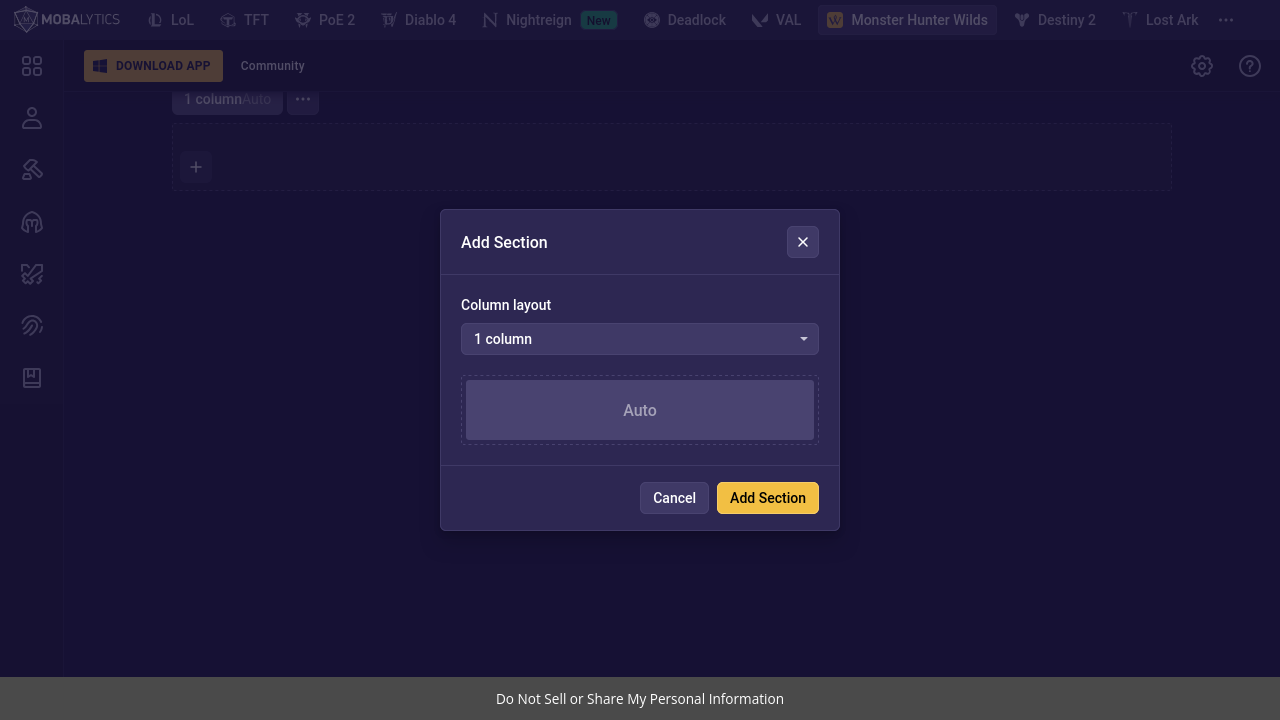 MOBALYTICS LoL TFT PoE 2 Diablo 4 Nightreign New Deadlock VAL Monster Hunter Wilds Destiny 2 Lost Ark
DOWNLOAD APP Community
1 columnAuto
Add Section
Column layout
1 column
Auto
Cancel Add Section
Do Not Sell or Share My Personal Information